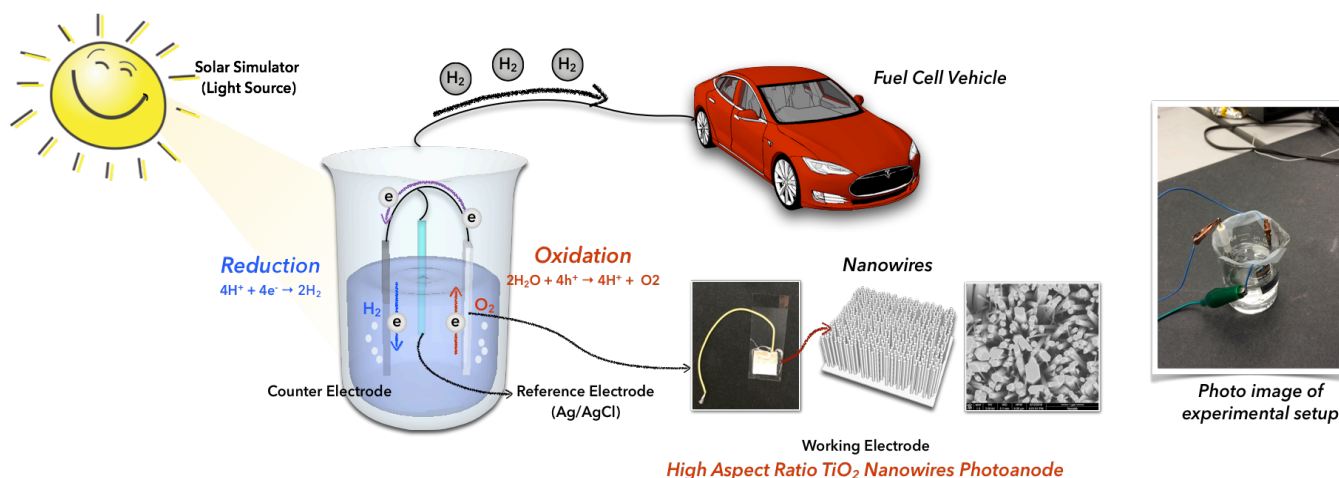 Solar Simulator
(Light Source)
H₂
H₂
H₂
Fuel Cell Vehicle
e
e
Reduction
4H⁺ + 4e⁻ → 2H₂
Oxidation
2H₂O + 4h⁺ → 4H⁺ + O2
H₂
O₂
e
e
Counter Electrode
Reference Electrode
(Ag/AgCl)
Nanowires
Working Electrode
High Aspect Ratio TiO₂ Nanowires Photoanode
Photo image of
experimental setup